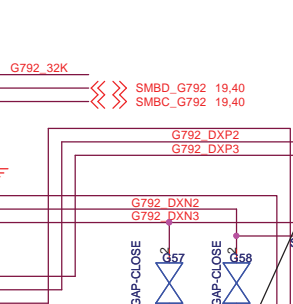 G792_32K
SMBD_G792 19,40
SMBC_G792 19,40
G792_DXP2
G792_DXP3
G792_DXN2
G792_DXN3
2 G57
2 G58
GAP-CLOSE
GAP-CLOSE